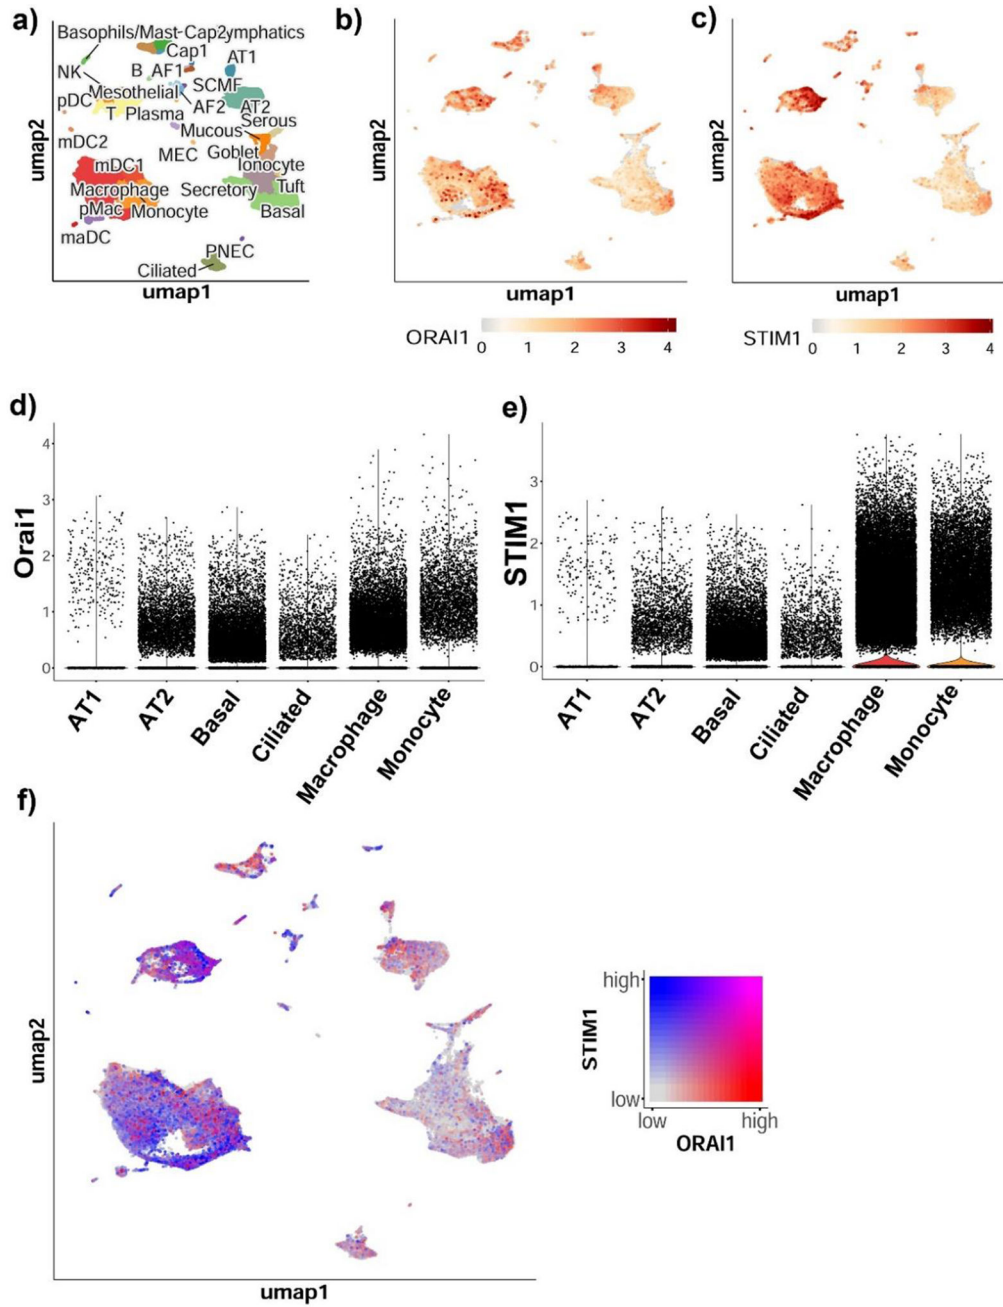 a)
Basophils/Mast-Cap2ymphatics
Cap1
B AF1 AT1
NK
Mesothelial SCMF
pDC AF2 AT2
T Plasma Serous
Mucous
mDC2 MEC Goblet
mDC1 Ionocyte
Macrophage Secretory Tuft
pMac Monocyte Basal
maDC
PNEC
Ciliated
umap2
umap1
b)
umap2
umap1
ORAI1
0 1 2 3 4
c)
umap2
umap1
STIM1
0 1 2 3 4
d)
Orai1
4
3
2
1
0
AT1 AT2 Basal Ciliated Macrophage Monocyte
e)
STIM1
3
2
1
0
AT1 AT2 Basal Ciliated Macrophage Monocyte
f)
umap2
umap1
high
STIM1
low
low high
ORAI1